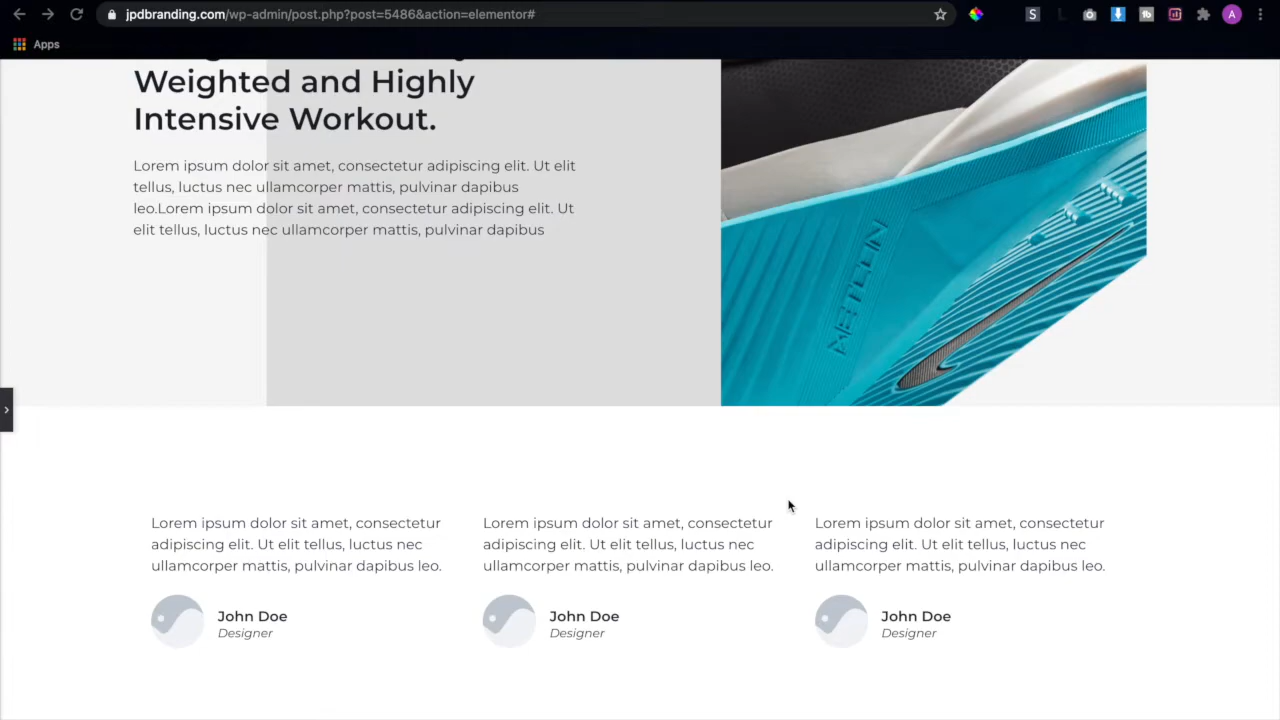 jpdbranding.com/wp-admin/post.php?post=5486&action=elementor#
S
A
Apps
Weighted and Highly
Intensive Workout.
Lorem ipsum dolor sit amet, consectetur adipiscing elit. Ut elit
tellus, luctus nec ullamcorper mattis, pulvinar dapibus
leo.Lorem ipsum dolor sit amet, consectetur adipiscing elit. Ut
elit tellus, luctus nec ullamcorper mattis, pulvinar dapibus
METCON
Lorem ipsum dolor sit amet, consectetur
adipiscing elit. Ut elit tellus, luctus nec
ullamcorper mattis, pulvinar dapibus leo.
John Doe
Designer
Lorem ipsum dolor sit amet, consectetur
adipiscing elit. Ut elit tellus, luctus nec
ullamcorper mattis, pulvinar dapibus leo.
John Doe
Designer
Lorem ipsum dolor sit amet, consectetur
adipiscing elit. Ut elit tellus, luctus nec
ullamcorper mattis, pulvinar dapibus leo.
John Doe
Designer